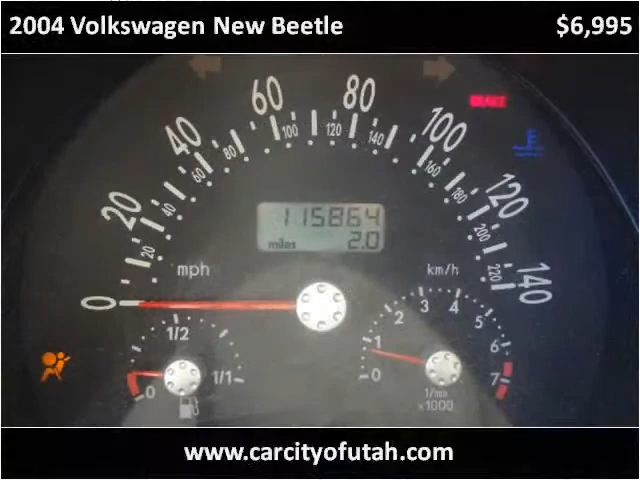 2004 Volkswagen New Beetle $6,995
60 80
BRAKE
40 100
100 120 140
60 80 160
20 120
40 180
115864
20 200
miles 2.0
mph km/h
220
0 140
1/2 2 3 4 5
1 6
0 1/1 0 7
1/min
x1000
www.carcityofutah.com